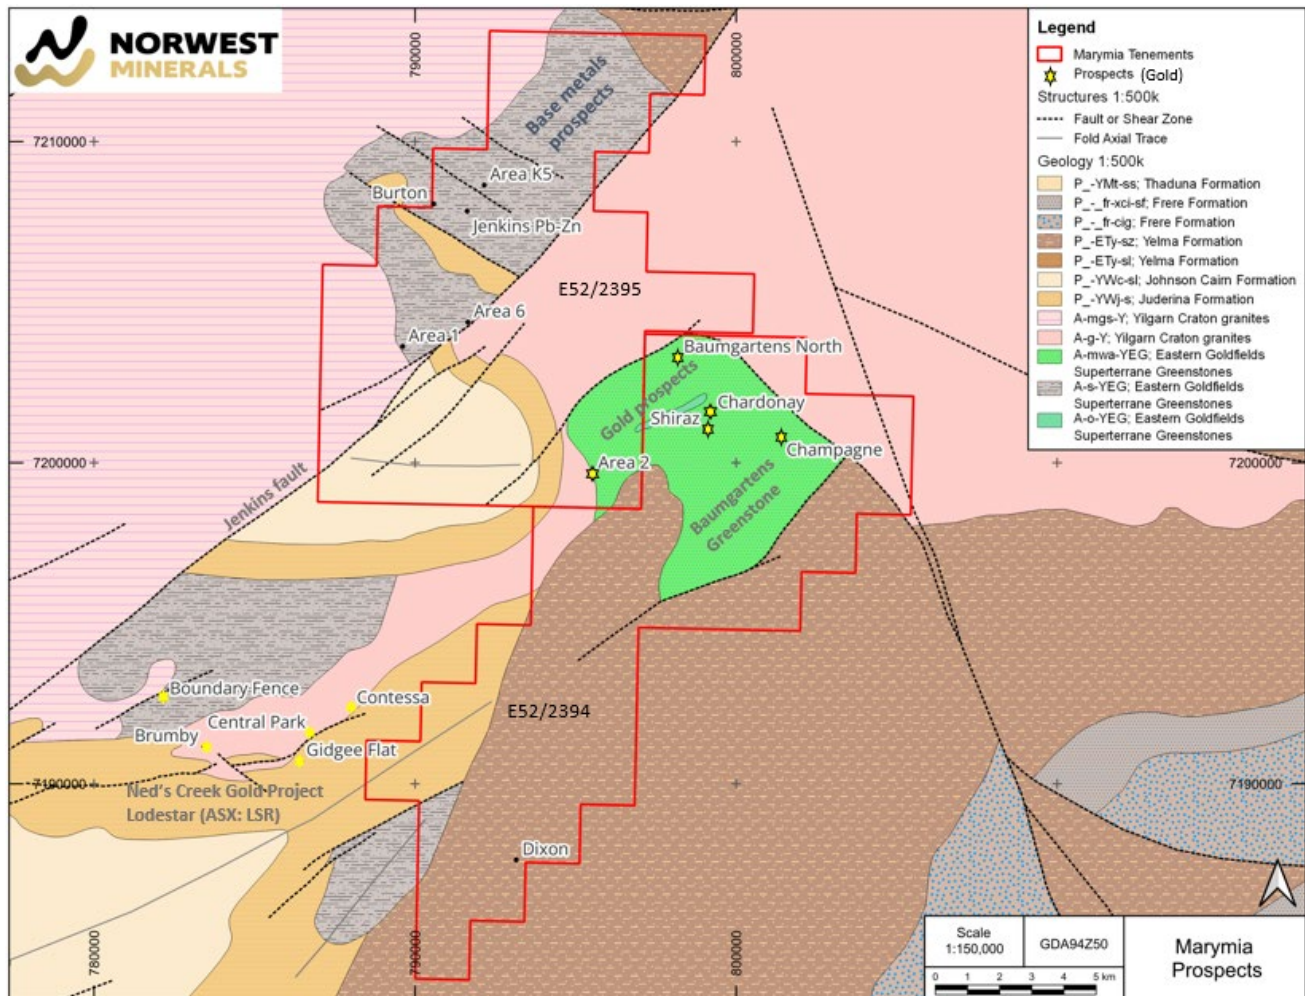 NORWEST
MINERALS
790000
800000
7210000
Base metals
prospects
Area K5
Burton
Jenkins Pb-Zn
E52/2395
Area 6
Area 1
Baumgartens North
Gold prospects
Chardonay
Shiraz
Champagne
Area 2
7200000
7200000
Baumgartens
Greenstone
Jenkins fault
Boundary Fence
Contessa
Central Park
Brumby
Gidgee Flat
E52/2394
7190000
7190000
Ned's Creek Gold Project
Lodestar (ASX: LSR)
Dixon
780000
790000
800000
Legend
Marymia Tenements
Prospects (Gold)
Structures 1:500k
Fault or Shear Zone
Fold Axial Trace
Geology 1:500k
P_-YMt-ss; Thaduna Formation
P_-_fr-xci-sf; Frere Formation
P_-_fr-cig; Frere Formation
P_-ETy-sz; Yelma Formation
P_-ETy-sl; Yelma Formation
P_-YWc-sl; Johnson Cairn Formation
P_-YWj-s; Juderina Formation
A-mgs-Y; Yilgarn Craton granites
A-g-Y; Yilgarn Craton granites
A-mwa-YEG; Eastern Goldfields
Superterrane Greenstones
A-s-YEG; Eastern Goldfields
Superterrane Greenstones
A-o-YEG; Eastern Goldfields
Superterrane Greenstones
Scale
1:150,000
GDA94Z50
0 1 2 3 4 5 km
Marymia
Prospects